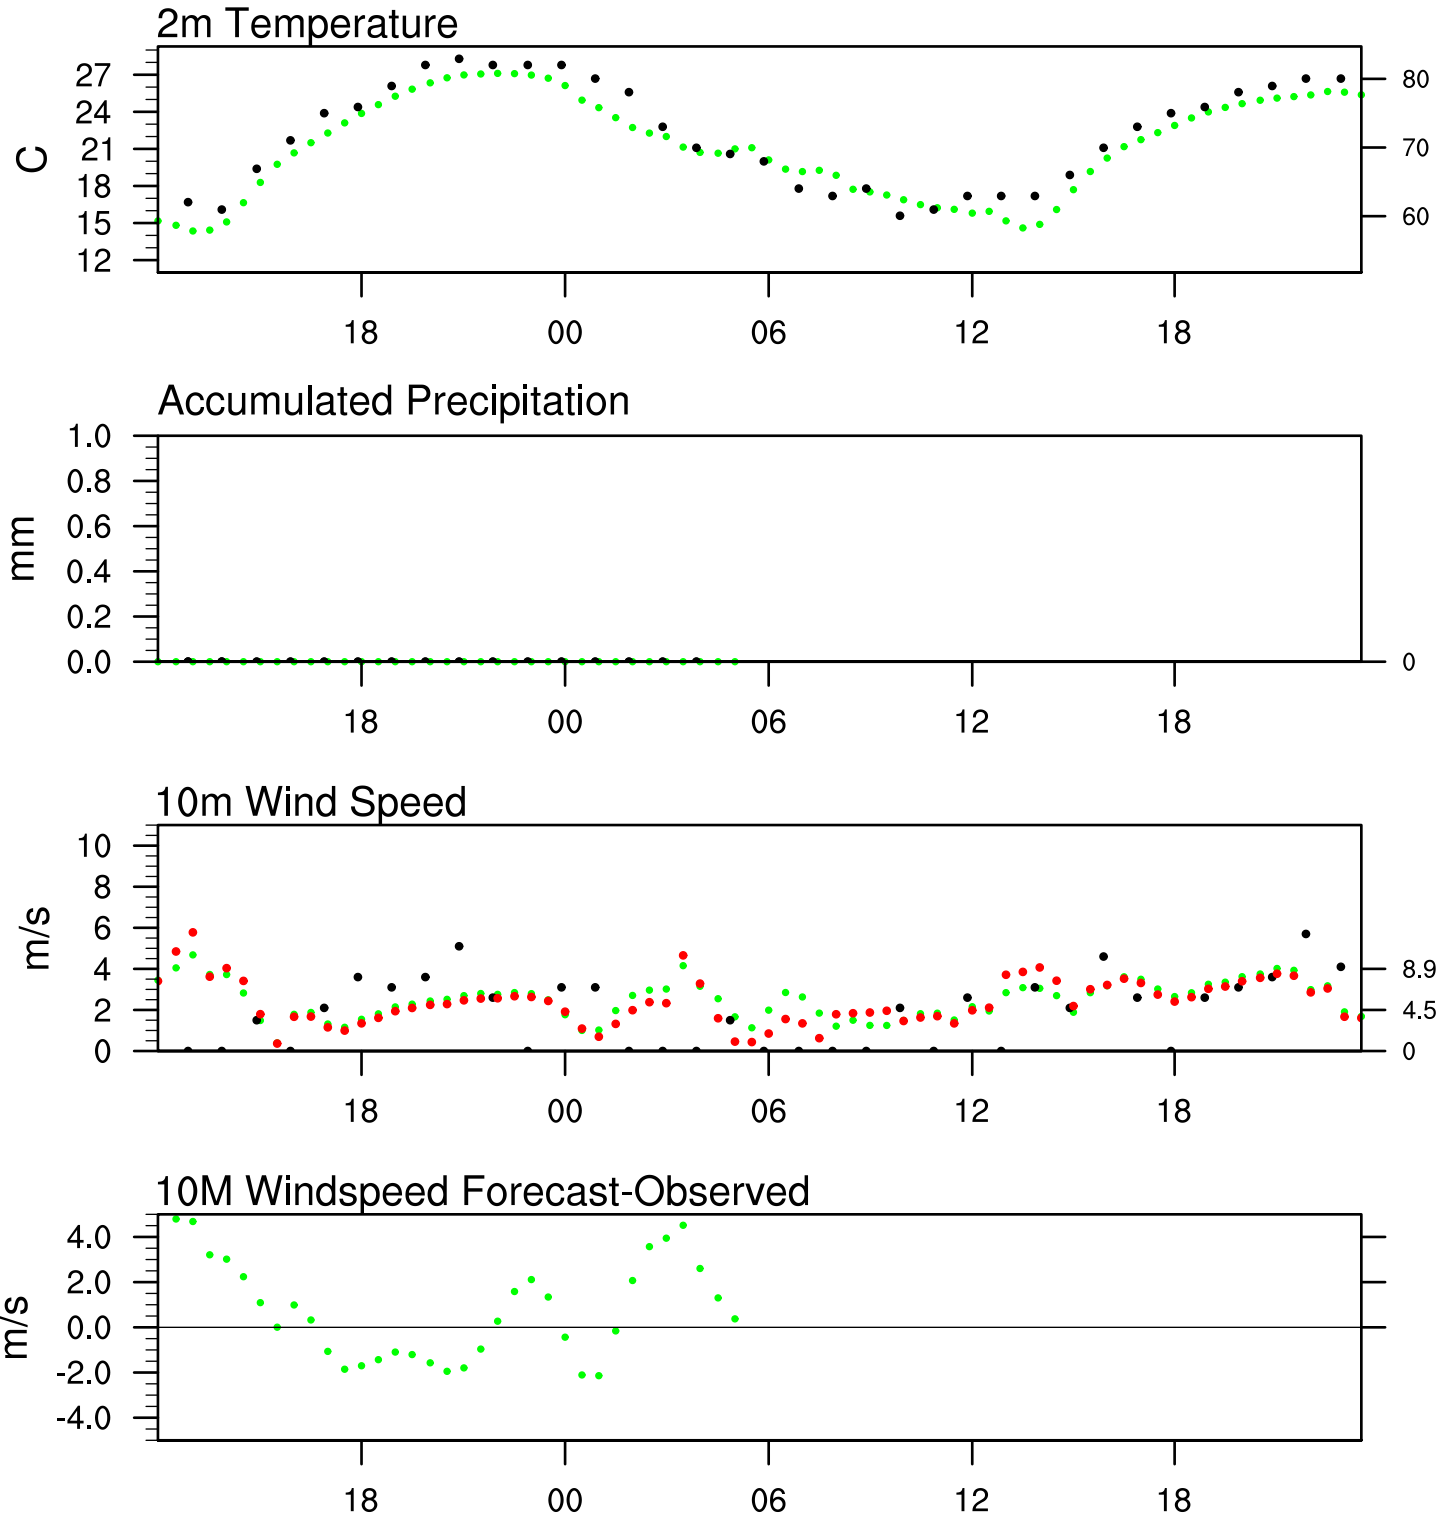 2m Temperature
C
27
24
21
18
15
12
80
70
60
18 00 06 12 18
Accumulated Precipitation
mm
1.0
0.8
0.6
0.4
0.2
0.0
0
18 00 06 12 18
10m Wind Speed
m/s
10
8
6
4
2
0
8.9
4.5
0
18 00 06 12 18
10M Windspeed Forecast-Observed
m/s
4.0
2.0
0.0
-2.0
-4.0
18 00 06 12 18